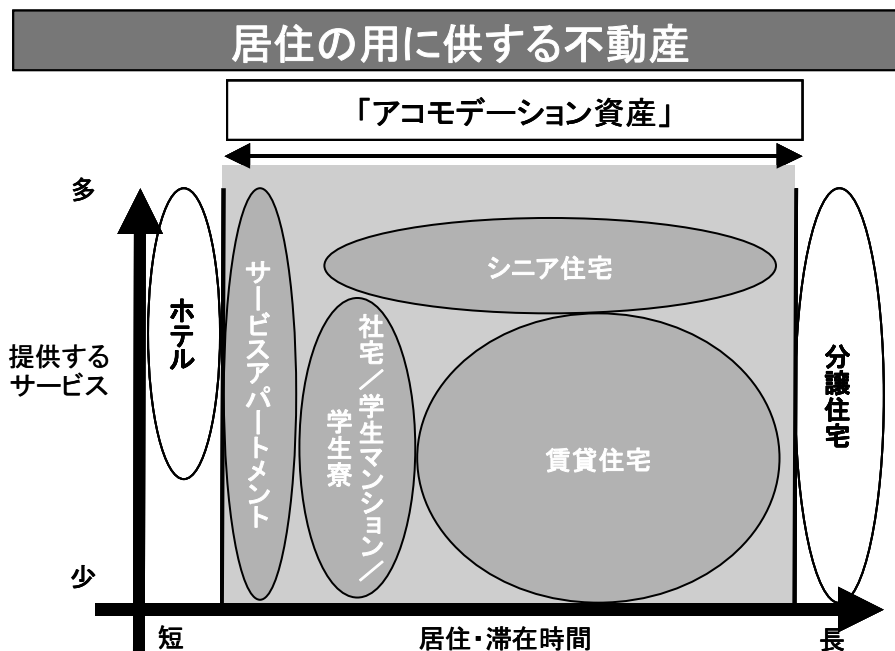 居住の用に供する不動産
「アコモデーション資産」
多
提供する
サービス
少
ホテル
サービスアパートメント
社宅／学生マンション／
学生寮
シニア住宅
賃貸住宅
分譲住宅
短
居住・滞在時間
長